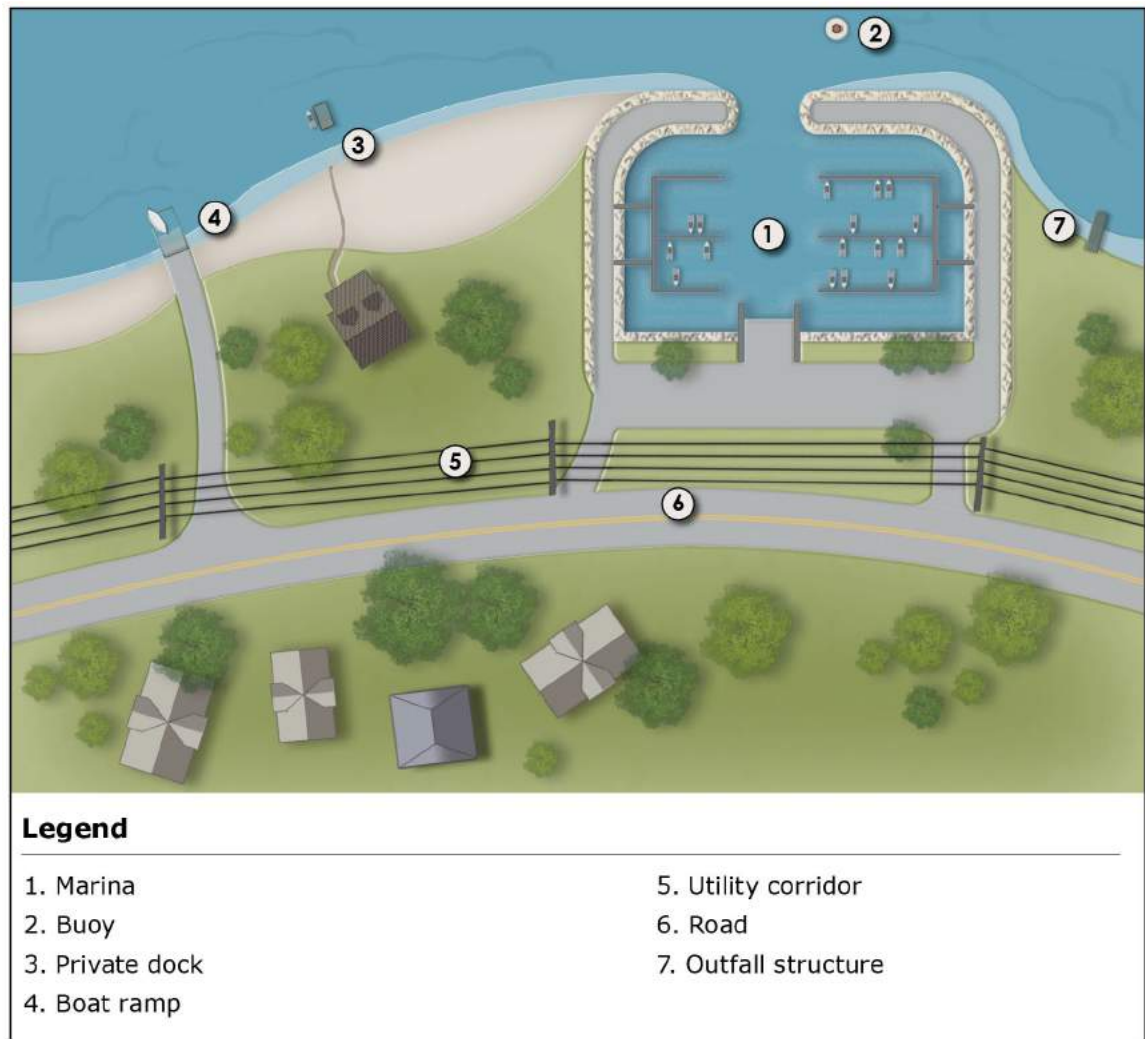 2
3
4
1
7
5
6
Legend
1. Marina
2. Buoy
3. Private dock
4. Boat ramp
5. Utility corridor
6. Road
7. Outfall structure